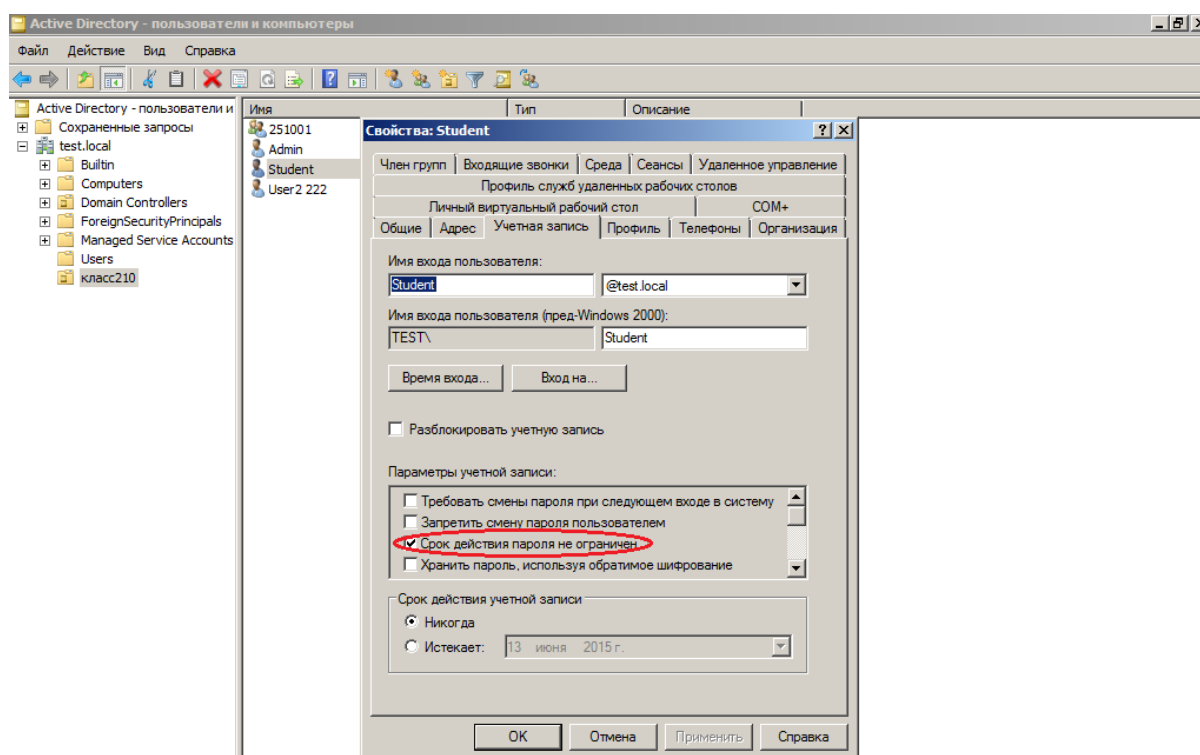 Active Directory - пользователи и компьютеры
Файл Действие Вид Справка
Active Directory - пользователи и
Сохраненные запросы
test.local
Builtin
Computers
Domain Controllers
ForeignSecurityPrincipals
Managed Service Accounts
Users
класс210
Имя Тип Описание
251001
Admin
Student
User2 222
Свойства: Student
Член групп Входящие звонки Среда Сеансы Удаленное управление
Профиль служб удаленных рабочих столов
Личный виртуальный рабочий стол COM+
Общие Адрес Учетная запись Профиль Телефоны Организация
Имя входа пользователя:
Student @test.local
Имя входа пользователя (пред-Windows 2000):
TEST\ Student
Время входа... Вход на...
Разблокировать учетную запись
Параметры учетной записи:
Требовать смены пароля при следующем входе в систему
Запретить смену пароля пользователем
Срок действия пароля не ограничен
Хранить пароль, используя обратимое шифрование
Срок действия учетной записи
Никогда
Истекает: 13 июня 2015 г.
OK Отмена Применить Справка